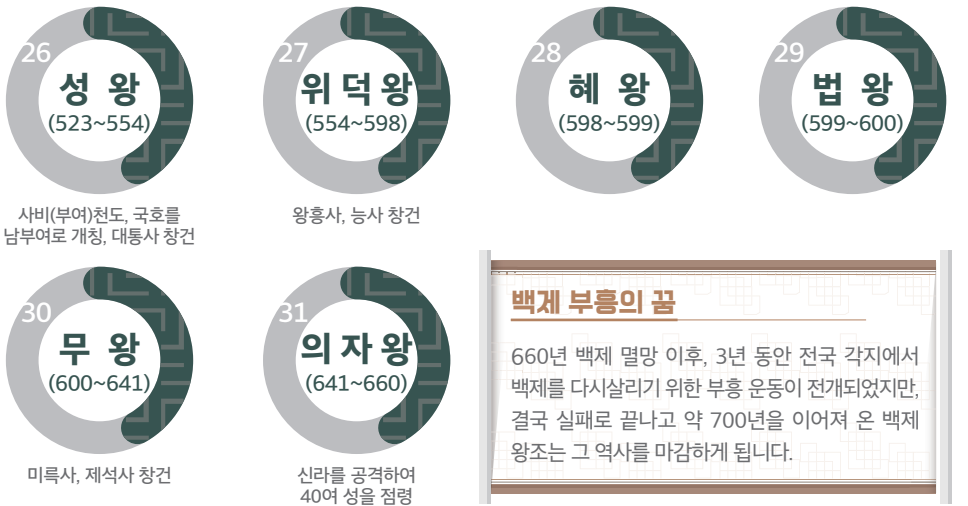 26
성 왕
(523~554)
사비(부여)천도, 국호를
남부여로 개칭, 대통사 창건
27
위덕왕
(554~598)
왕흥사, 능사 창건
28
혜 왕
(598~599)
29
법 왕
(599~600)
30
무 왕
(600~641)
미륵사, 제석사 창건
31
의자왕
(641~660)
신라를 공격하여
40여 성을 점령
백제 부흥의 꿈
660년 백제 멸망 이후, 3년 동안 전국 각지에서
백제를 다시살리기 위한 부흥 운동이 전개되었지만,
결국 실패로 끝나고 약 700년을 이어져 온 백제
왕조는 그 역사를 마감하게 됩니다.